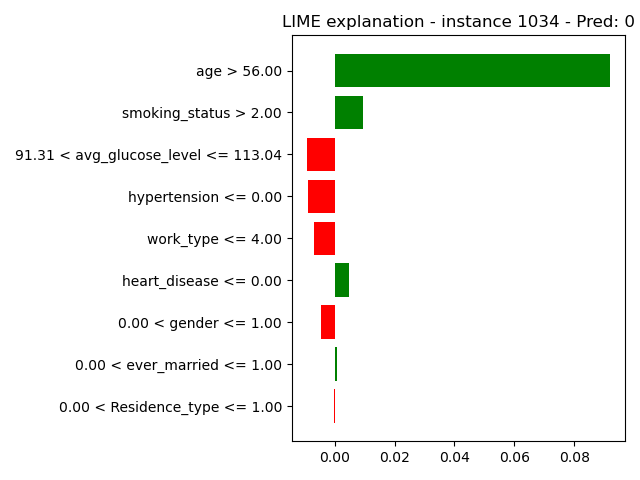 LIME explanation - instance 1034 - Pred: 0
age > 56.00
smoking_status > 2.00
91.31 < avg_glucose_level <= 113.04
hypertension <= 0.00
work_type <= 4.00
heart_disease <= 0.00
0.00 < gender <= 1.00
0.00 < ever_married <= 1.00
0.00 < Residence_type <= 1.00
0.00 0.02 0.04 0.06 0.08